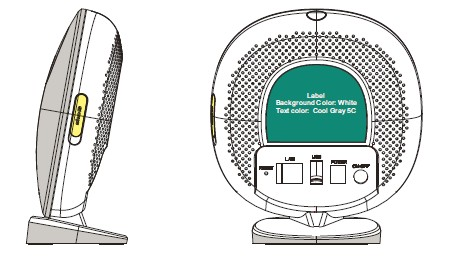 Label
Background Color: White
Text color: Cool Gray 5C
RESET
LAN
USB
POWER
ON/OFF